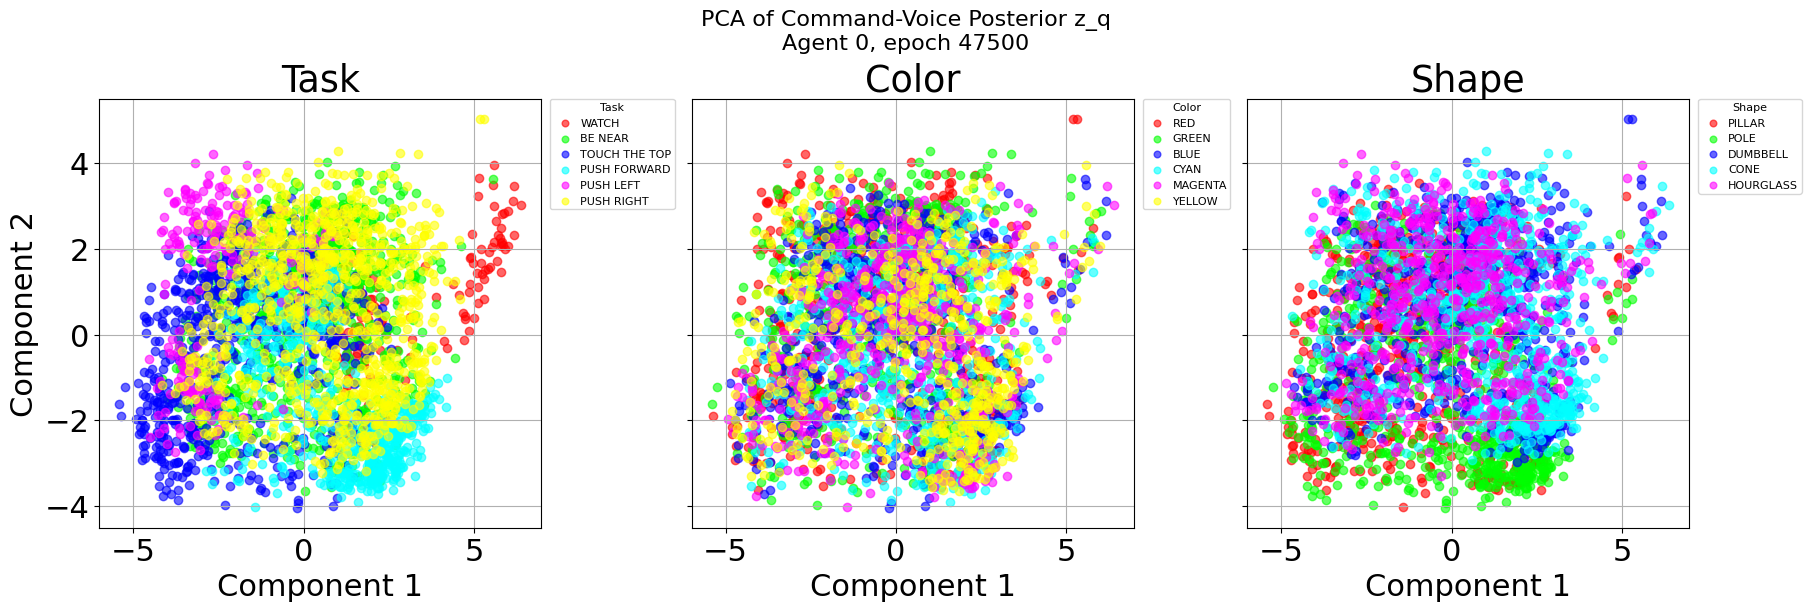 PCA of Command-Voice Posterior z_q
Agent 0, epoch 47500
Task
Color
Shape
Task
WATCH
BE NEAR
TOUCH THE TOP
PUSH FORWARD
PUSH LEFT
PUSH RIGHT
Color
RED
GREEN
BLUE
CYAN
MAGENTA
YELLOW
Shape
PILLAR
POLE
DUMBBELL
CONE
HOURGLASS
Component 2
4
2
0
−2
−4
−5 0 5
−5 0 5
−5 0 5
Component 1
Component 1
Component 1